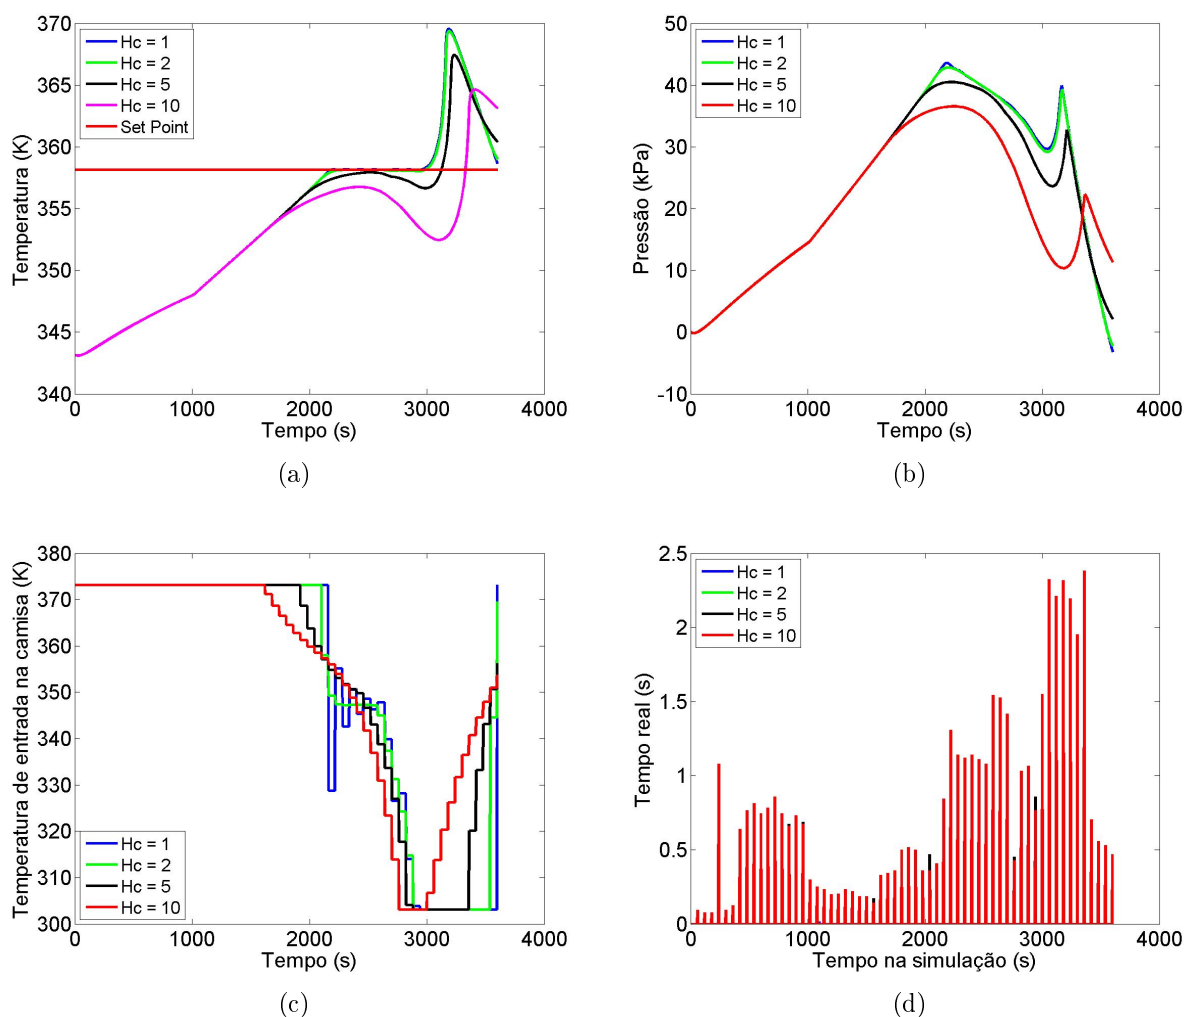 370
365
360
355
350
345
340
Temperatura (K)
Hc = 1
Hc = 2
Hc = 5
Hc = 10
Set Point
0 1000 2000 3000 4000
Tempo (s)
(a)
50
40
30
20
10
0
-10
Pressão (kPa)
Hc = 1
Hc = 2
Hc = 5
Hc = 10
0 1000 2000 3000 4000
Tempo (s)
(b)
380
370
360
350
340
330
320
310
300
Temperatura de entrada na camisa (K)
Hc = 1
Hc = 2
Hc = 5
Hc = 10
0 1000 2000 3000 4000
Tempo (s)
(c)
2.5
2
1.5
1
0.5
0
Tempo real (s)
Hc = 1
Hc = 2
Hc = 5
Hc = 10
0 1000 2000 3000 4000
Tempo na simulação (s)
(d)